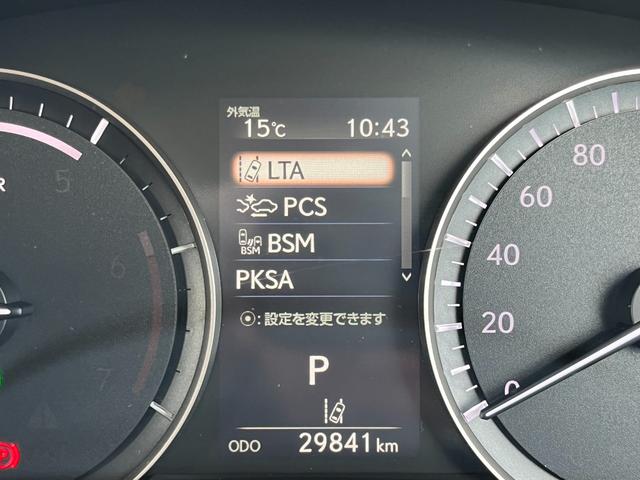 外気温
15℃ 10:43
LTA
PCS
BSM BSM
PKSA
⦿:設定を変更できます
P
ODO 29841 km
R
5
6
7
80
60
40
20
0